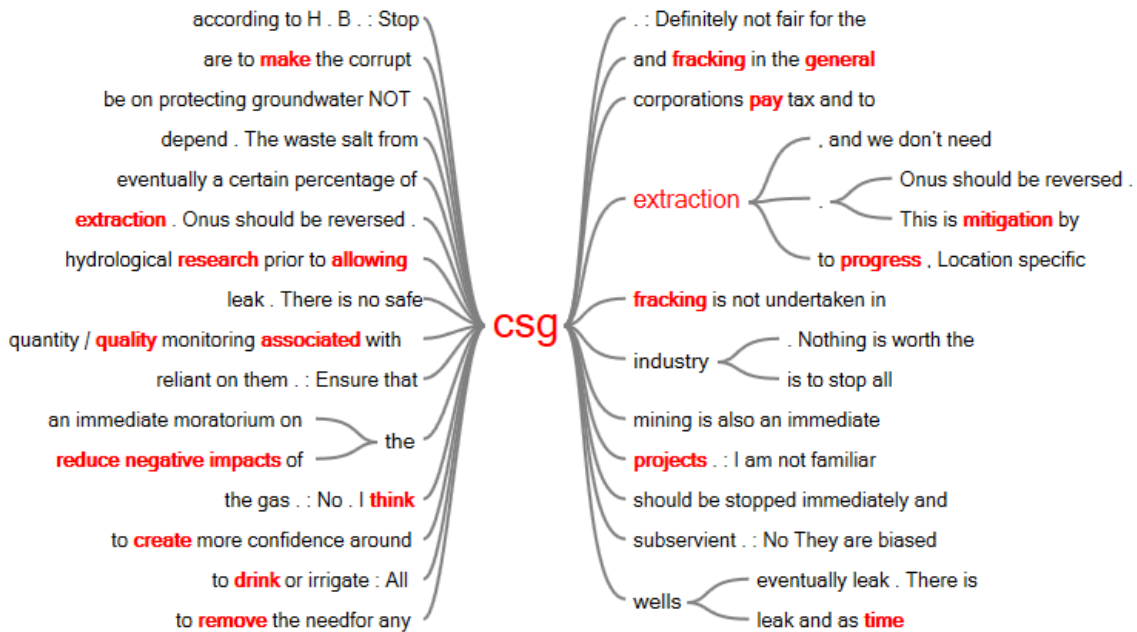 according to H . B . : Stop
are to make the corrupt
be on protecting groundwater NOT
depend . The waste salt from
eventually a certain percentage of
extraction . Onus should be reversed .
hydrological research prior to allowing
leak . There is no safe
quantity / quality monitoring associated with
reliant on them . : Ensure that
an immediate moratorium on
reduce negative impacts of
the
the gas . : No . I think
to create more confidence around
to drink or irrigate : All
to remove the needfor any
csg
. : Definitely not fair for the
and fracking in the general
corporations pay tax and to
extraction
, and we don't need
.
Onus should be reversed .
This is mitigation by
to progress , Location specific
fracking is not undertaken in
industry
. Nothing is worth the
is to stop all
mining is also an immediate
projects . : I am not familiar
should be stopped immediately and
subservient . : No They are biased
wells
eventually leak . There is
leak and as time